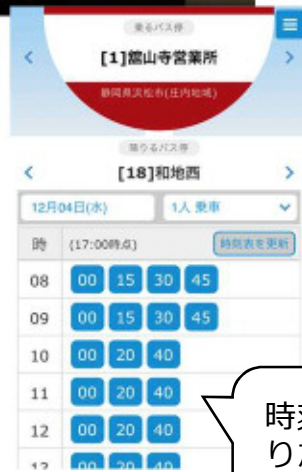 乗るバス停
[1]舘山寺営業所
静岡県浜松市(庄内地域)
降りるバス停
[18]和地西
12月04日(水) 1人 乗車
時 (17:00時点) 時刻表を更新
08 00 15 30 45
09 00 15 30 45
10 00 20 40
11 00 20 40
12 00 20 40
00 20 40
時刻
り